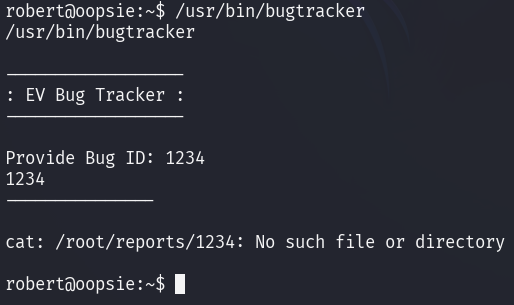 robert@oopsie:~$ /usr/bin/bugtracker
/usr/bin/bugtracker
------------------
: EV Bug Tracker :
------------------
Provide Bug ID: 1234
1234
---------------
cat: /root/reports/1234: No such file or directory
robert@oopsie:~$